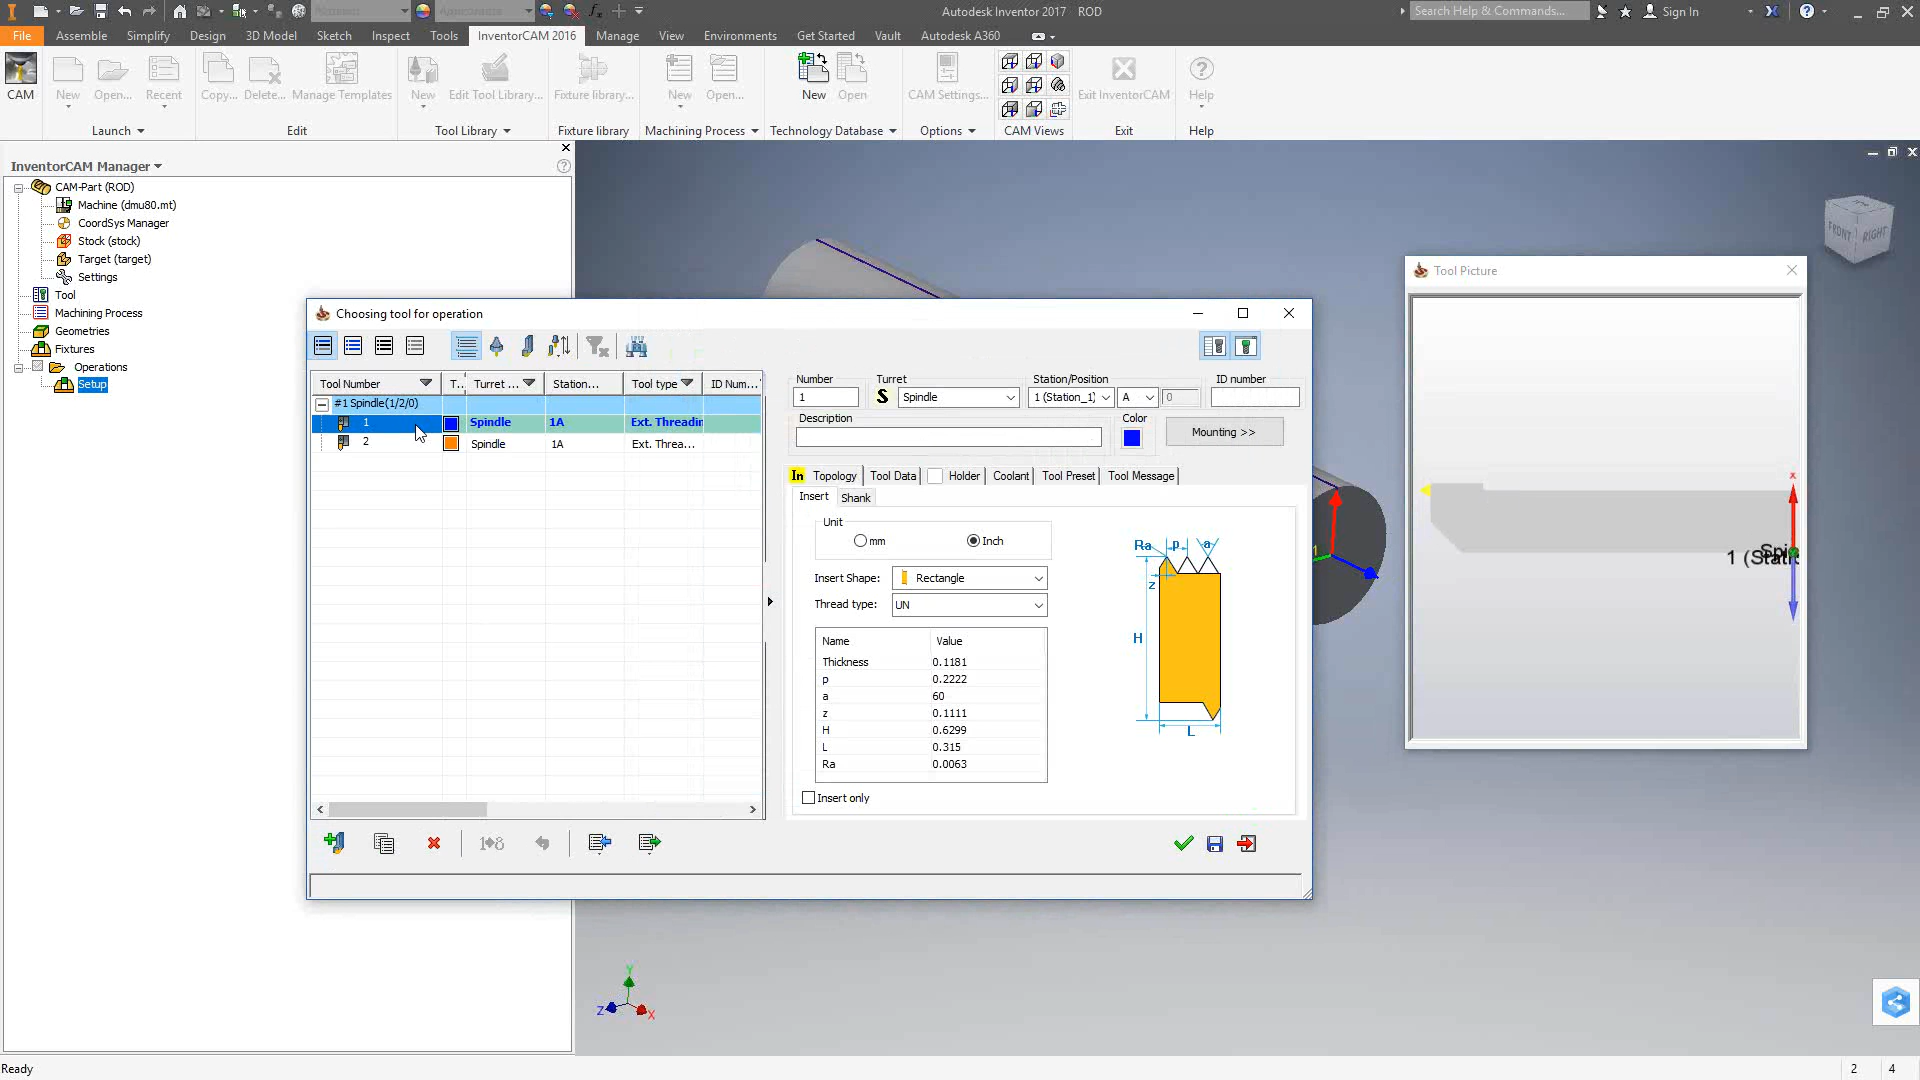 Autodesk Inventor 2017   ROD
Search Help & Commands...
Sign In
File
Assemble
Simplify
Design
3D Model
Sketch
Inspect
Tools
InventorCAM 2016
Manage
View
Environments
Get Started
Vault
Autodesk A360
CAM
New
Open...
Recent
Copy...
Delete...
Manage Templates
New
Edit Tool Library...
Fixture library...
New
Open...
New
Open
CAM Settings...
Exit InventorCAM
Help
Launch
Edit
Tool Library
Fixture library
Machining Process
Technology Database
Options
CAM Views
Exit
Help
InventorCAM Manager
CAM-Part (ROD)
Machine (dmu80.mt)
CoordSys Manager
Stock (stock)
Target (target)
Settings
Tool
Machining Process
Geometries
Fixtures
Operations
Setup
FRONT
RIGHT
Tool Picture
1 (Stati
Choosing tool for operation
Tool Number
T...
Turret ...
Station...
Tool type
ID Num...
#1 Spindle(1/2/0)
1
Spindle
1A
Ext. Threadin
2
Spindle
1A
Ext. Threa...
Number
Turret
Station/Position
ID number
1
S
Spindle
1 (Station_1)
A
0
Description
Color
Mounting >>
In
Topology
Tool Data
Holder
Coolant
Tool Preset
Tool Message
Insert
Shank
Unit
mm
Inch
Insert Shape:
Rectangle
Thread type:
UN
Name
Value
Thickness
0.1181
p
0.2222
a
60
z
0.1111
H
0.6299
L
0.315
Ra
0.0063
Insert only
Ra
p
a
z
H
L
x
Y
Z
X
Ready
2
4